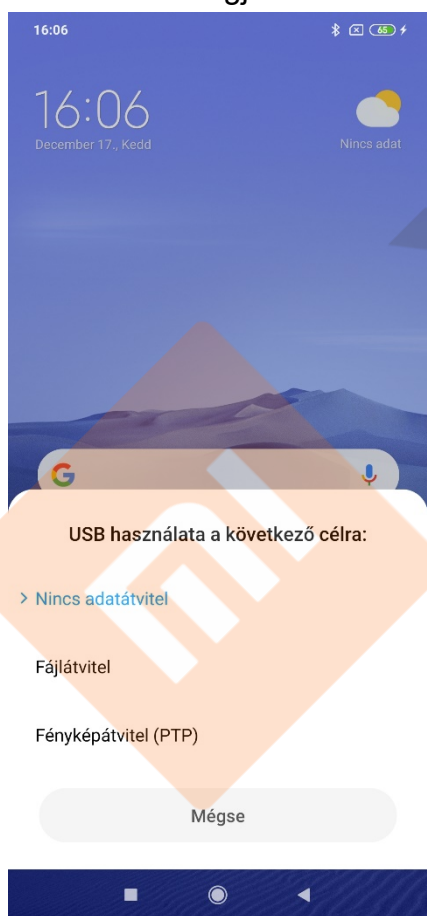 16:06
65
16:06
December 17., Kedd
Nincs adat
G
USB használata a következő célra:
> Nincs adatátvitel
Fájlátvitel
Fényképátvitel (PTP)
Mégse
MI